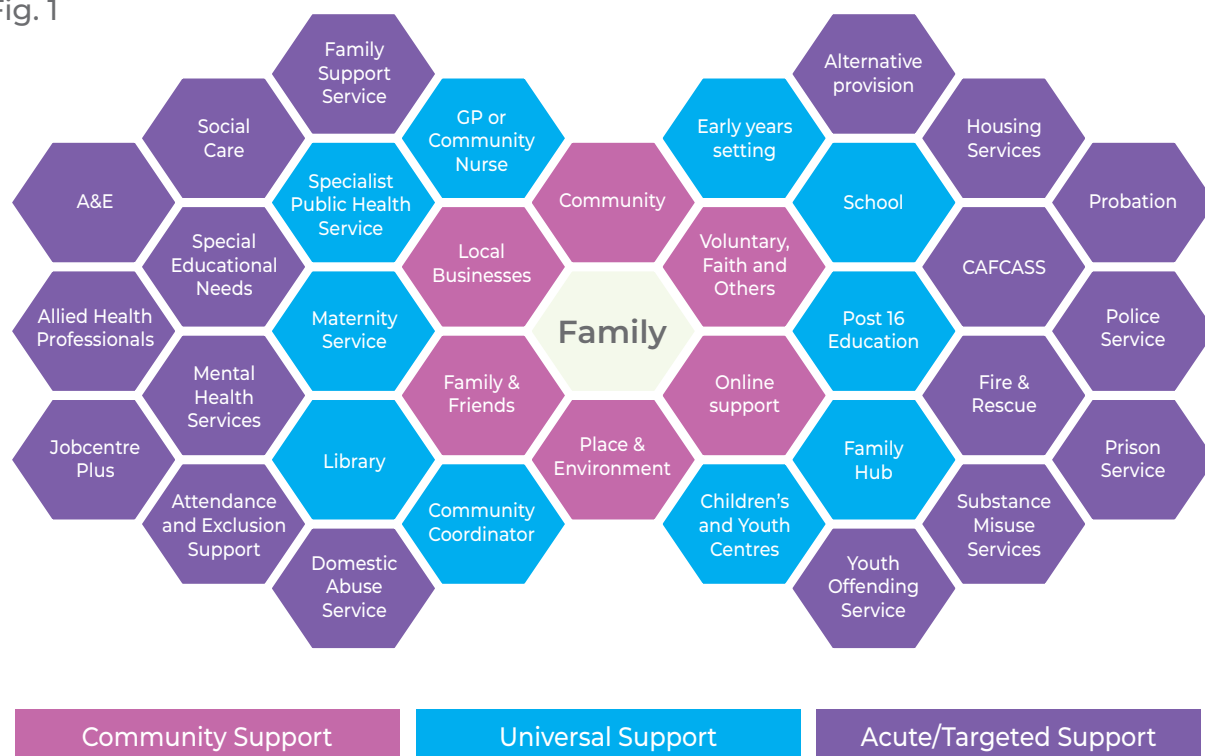 Fig. 1
Family
Support
Service
Alternative
provision
Social
Care
GP or
Community
Nurse
Early years
setting
Housing
Services
A&E
Specialist
Public Health
Service
Community
School
Probation
Special
Educational
Needs
Local
Businesses
Voluntary,
Faith and
Others
CAFCASS
Allied Health
Professionals
Maternity
Service
Family
Post 16
Education
Police
Service
Mental
Health
Services
Family &
Friends
Online
support
Fire &
Rescue
Jobcentre
Plus
Library
Place &
Environment
Family
Hub
Prison
Service
Attendance
and Exclusion
Support
Community
Coordinator
Children’s
and Youth
Centres
Substance
Misuse
Services
Domestic
Abuse
Service
Youth
Offending
Service
Community Support
Universal Support
Acute/Targeted Support